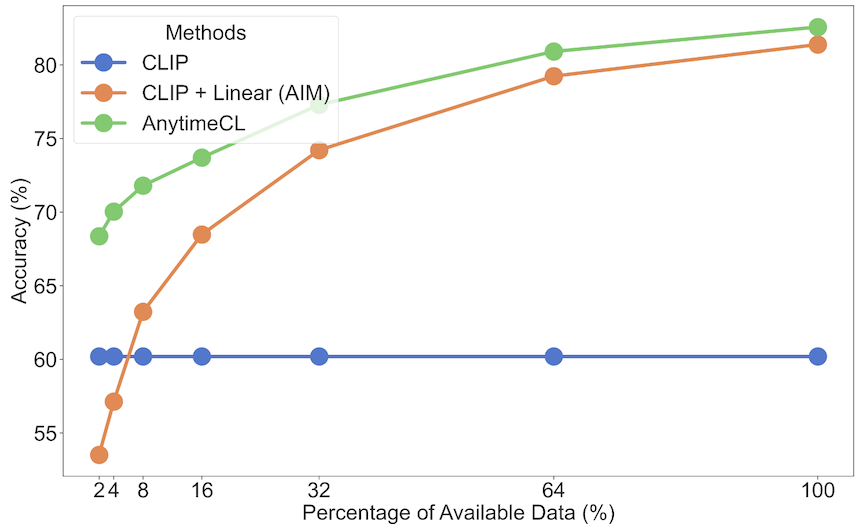 Methods
CLIP
CLIP + Linear (AIM)
AnytimeCL
Accuracy (%)
80
75
70
65
60
55
2 4 8 16 32 64 100
Percentage of Available Data (%)